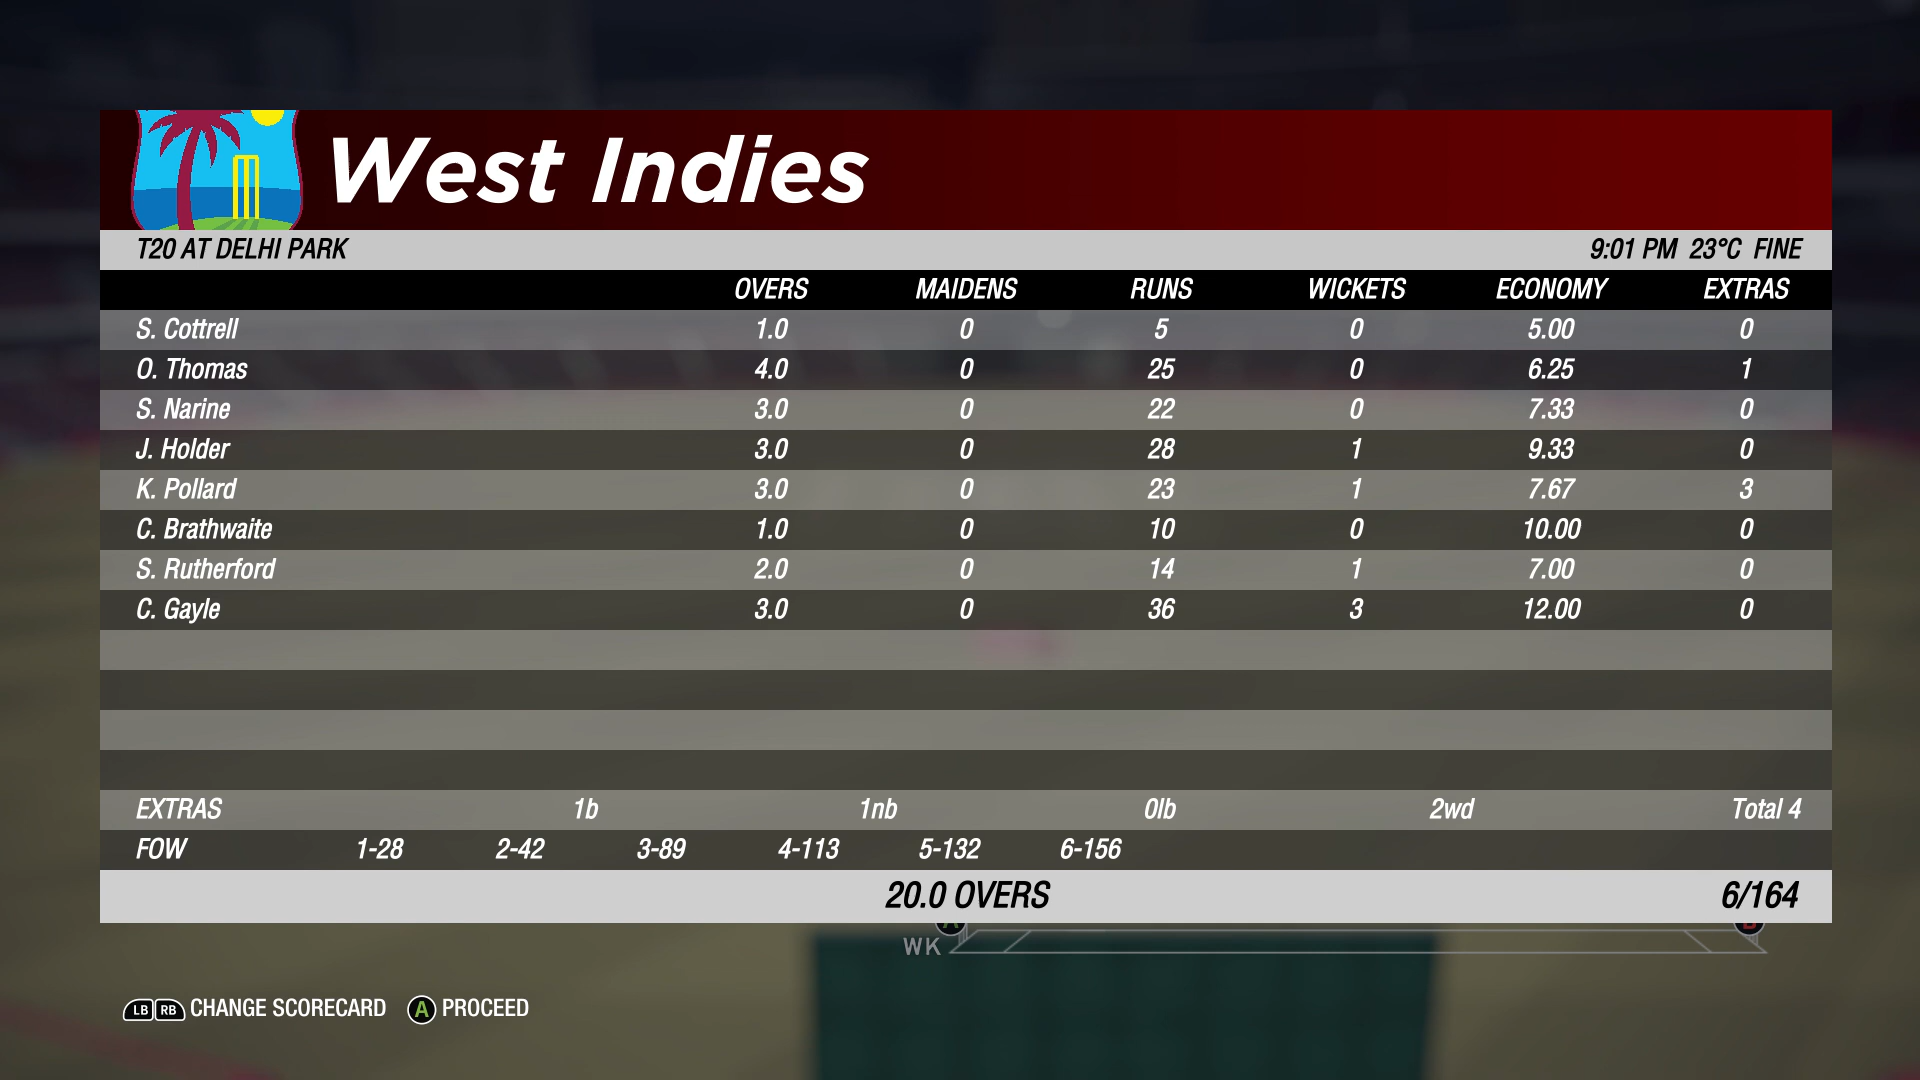 West Indies
T20 AT DELHI PARK 9:01 PM 23°C FINE
OVERS MAIDENS RUNS WICKETS ECONOMY EXTRAS
S. Cottrell 1.0 0 5 0 5.00 0
O. Thomas 4.0 0 25 0 6.25 1
S. Narine 3.0 0 22 0 7.33 0
J. Holder 3.0 0 28 1 9.33 0
K. Pollard 3.0 0 23 1 7.67 3
C. Brathwaite 1.0 0 10 0 10.00 0
S. Rutherford 2.0 0 14 1 7.00 0
C. Gayle 3.0 0 36 3 12.00 0
EXTRAS 1b 1nb 0lb 2wd Total 4
FOW 1-28 2-42 3-89 4-113 5-132 6-156
20.0 OVERS 6/164
A B
WK
LB RB CHANGE SCORECARD A PROCEED